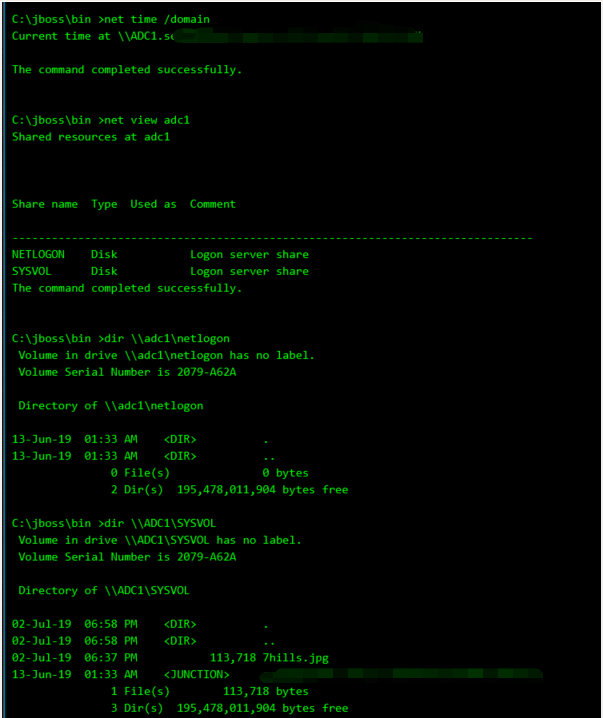 C:\jboss\bin >net time /domain
Current time at \\ADC1.se
The command completed successfully.
C:\jboss\bin >net view adc1
Shared resources at adc1
Share name  Type  Used as  Comment
-------------------------------------------------------------------------------
NETLOGON    Disk           Logon server share
SYSVOL      Disk           Logon server share
The command completed successfully.
C:\jboss\bin >dir \\adc1\netlogon
 Volume in drive \\adc1\netlogon has no label.
 Volume Serial Number is 2079-A62A
 Directory of \\adc1\netlogon
13-Jun-19  01:33 AM    <DIR>          .
13-Jun-19  01:33 AM    <DIR>          ..
               0 File(s)              0 bytes
               2 Dir(s)  195,478,011,904 bytes free
C:\jboss\bin >dir \\ADC1\SYSVOL
 Volume in drive \\ADC1\SYSVOL has no label.
 Volume Serial Number is 2079-A62A
 Directory of \\ADC1\SYSVOL
02-Jul-19  06:58 PM    <DIR>          .
02-Jul-19  06:58 PM    <DIR>          ..
02-Jul-19  06:37 PM           113,718 7hills.jpg
13-Jun-19  01:33 AM    <JUNCTION>
               1 File(s)        113,718 bytes
               3 Dir(s)  195,478,011,904 bytes free